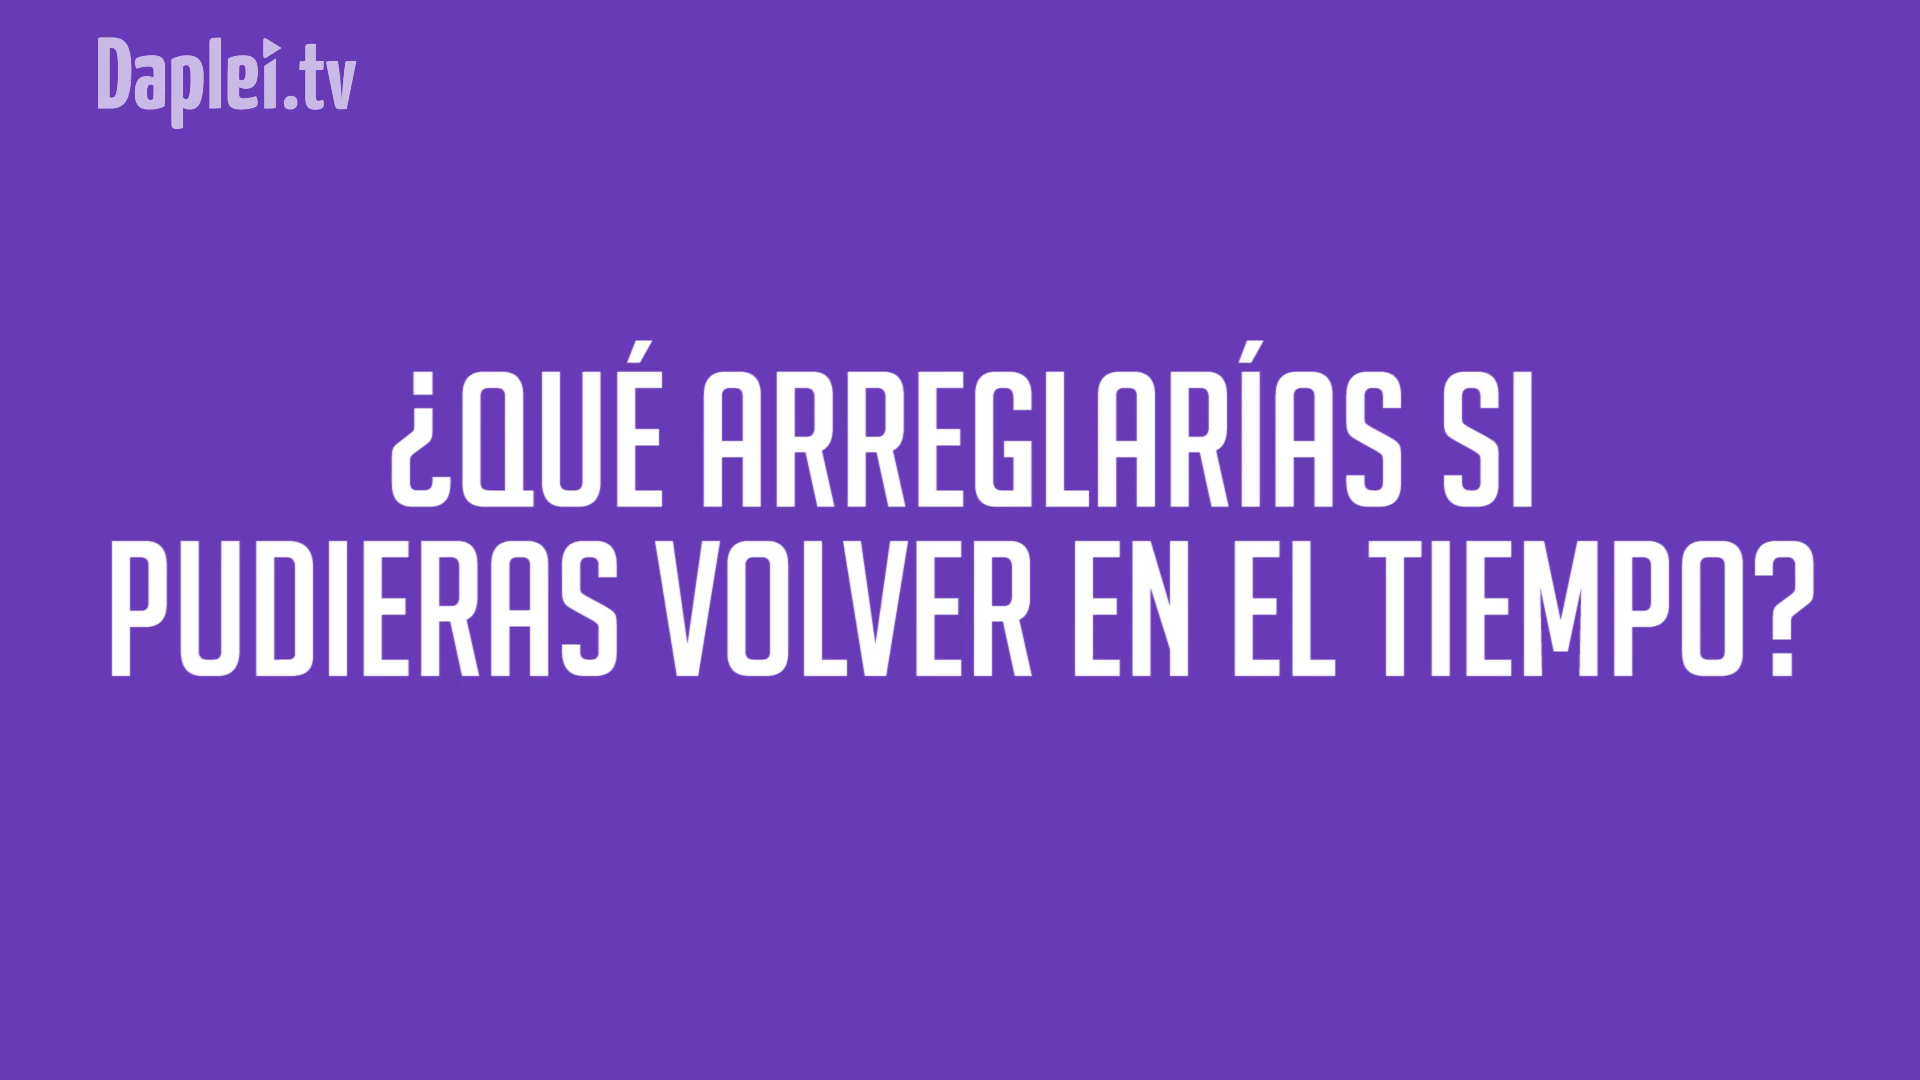 Daplei.tv
¿QUÉ ARREGLARÍAS SI
PUDIERAS VOLVER EN EL TIEMPO?